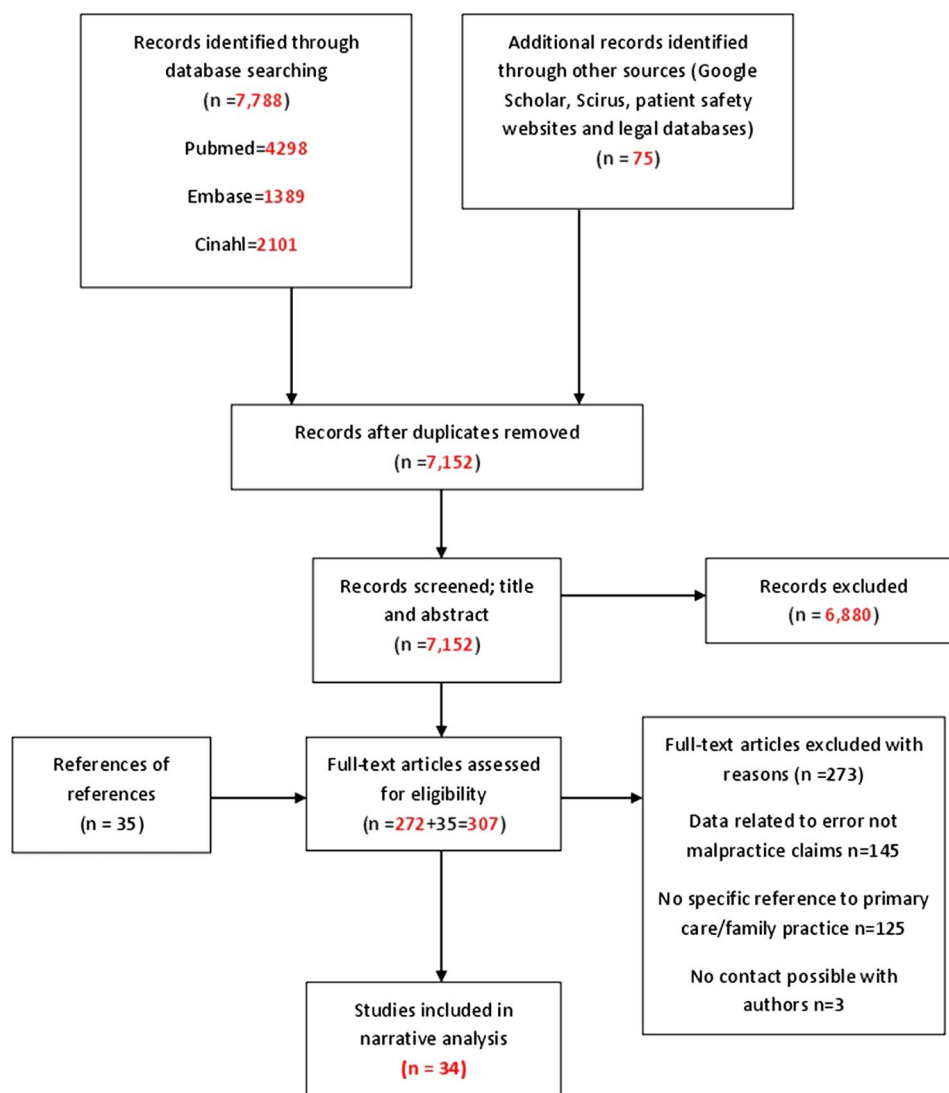 Records identified through
database searching
(n =7,788)
Pubmed=4298
Embase=1389
Cinahl=2101
Additional records identified
through other sources (Google
Scholar, Scirus, patient safety
websites and legal databases)
(n = 75)
Records after duplicates removed
(n =7,152)
Records screened; title
and abstract
(n =7,152)
Records excluded
(n = 6,880)
References of
references
(n = 35)
Full-text articles assessed
for eligibility
(n =272+35=307)
Full-text articles excluded with
reasons (n =273)
Data related to error not
malpractice claims n=145
No specific reference to primary
care/family practice n=125
No contact possible with
authors n=3
Studies included in
narrative analysis
(n = 34)